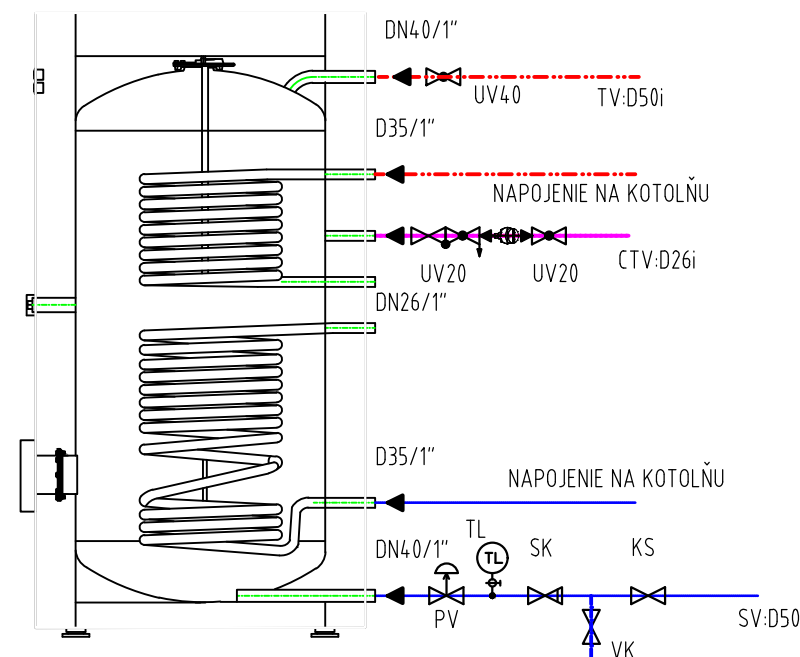 DN40/1"
UV40
TV:D50i
D35/1"
NAPOJENIE NA KOTOLŇU
UV20
UV20
CTV:D26i
DN26/1"
D35/1"
NAPOJENIE NA KOTOLŇU
DN40/1"
TL
TL
SK
KS
PV
SV:D50
VK